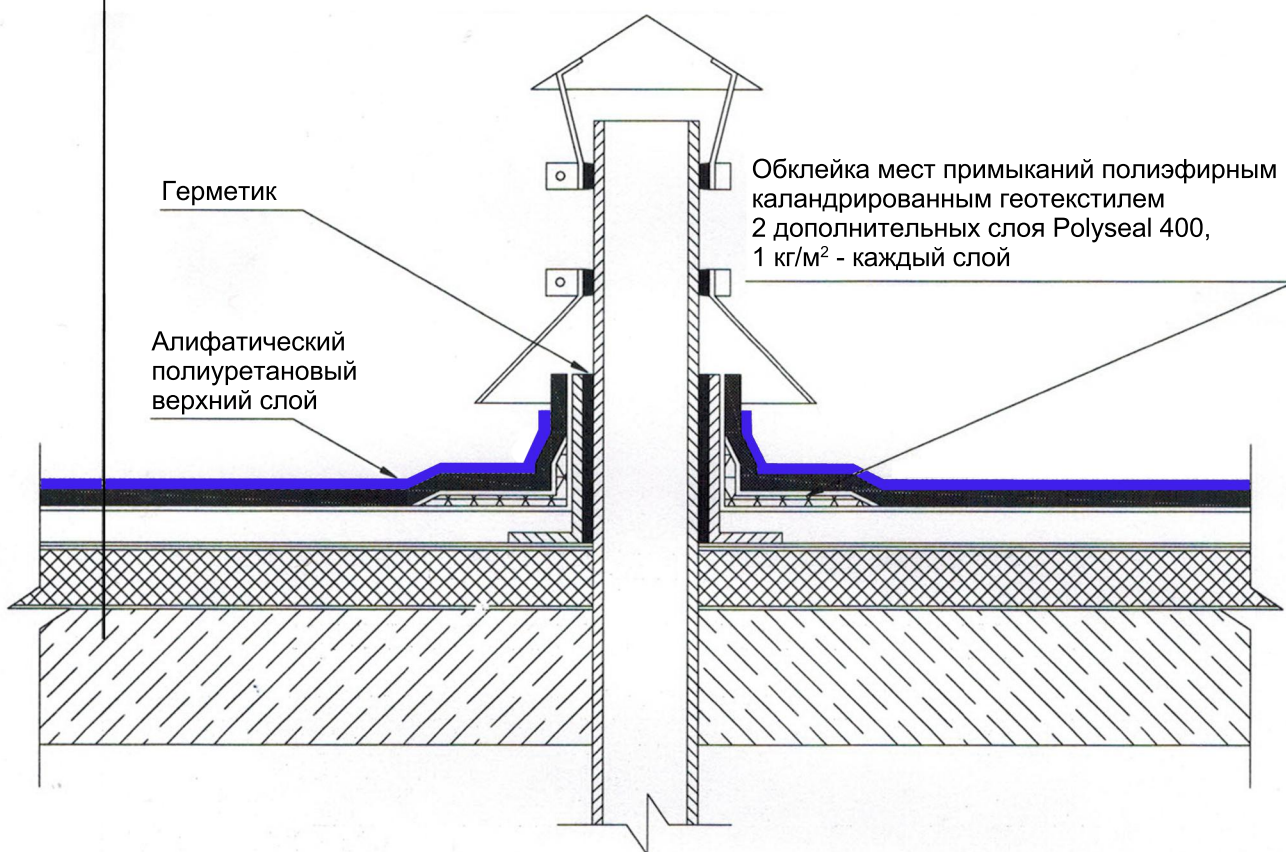 Герметик
Обклейка мест примыканий полиэфирным
каландрированным геотекстилем
2 дополнительных слоя Polyseal 400,
1 кг/м² - каждый слой
Алифатический
полиуретановый
верхний слой